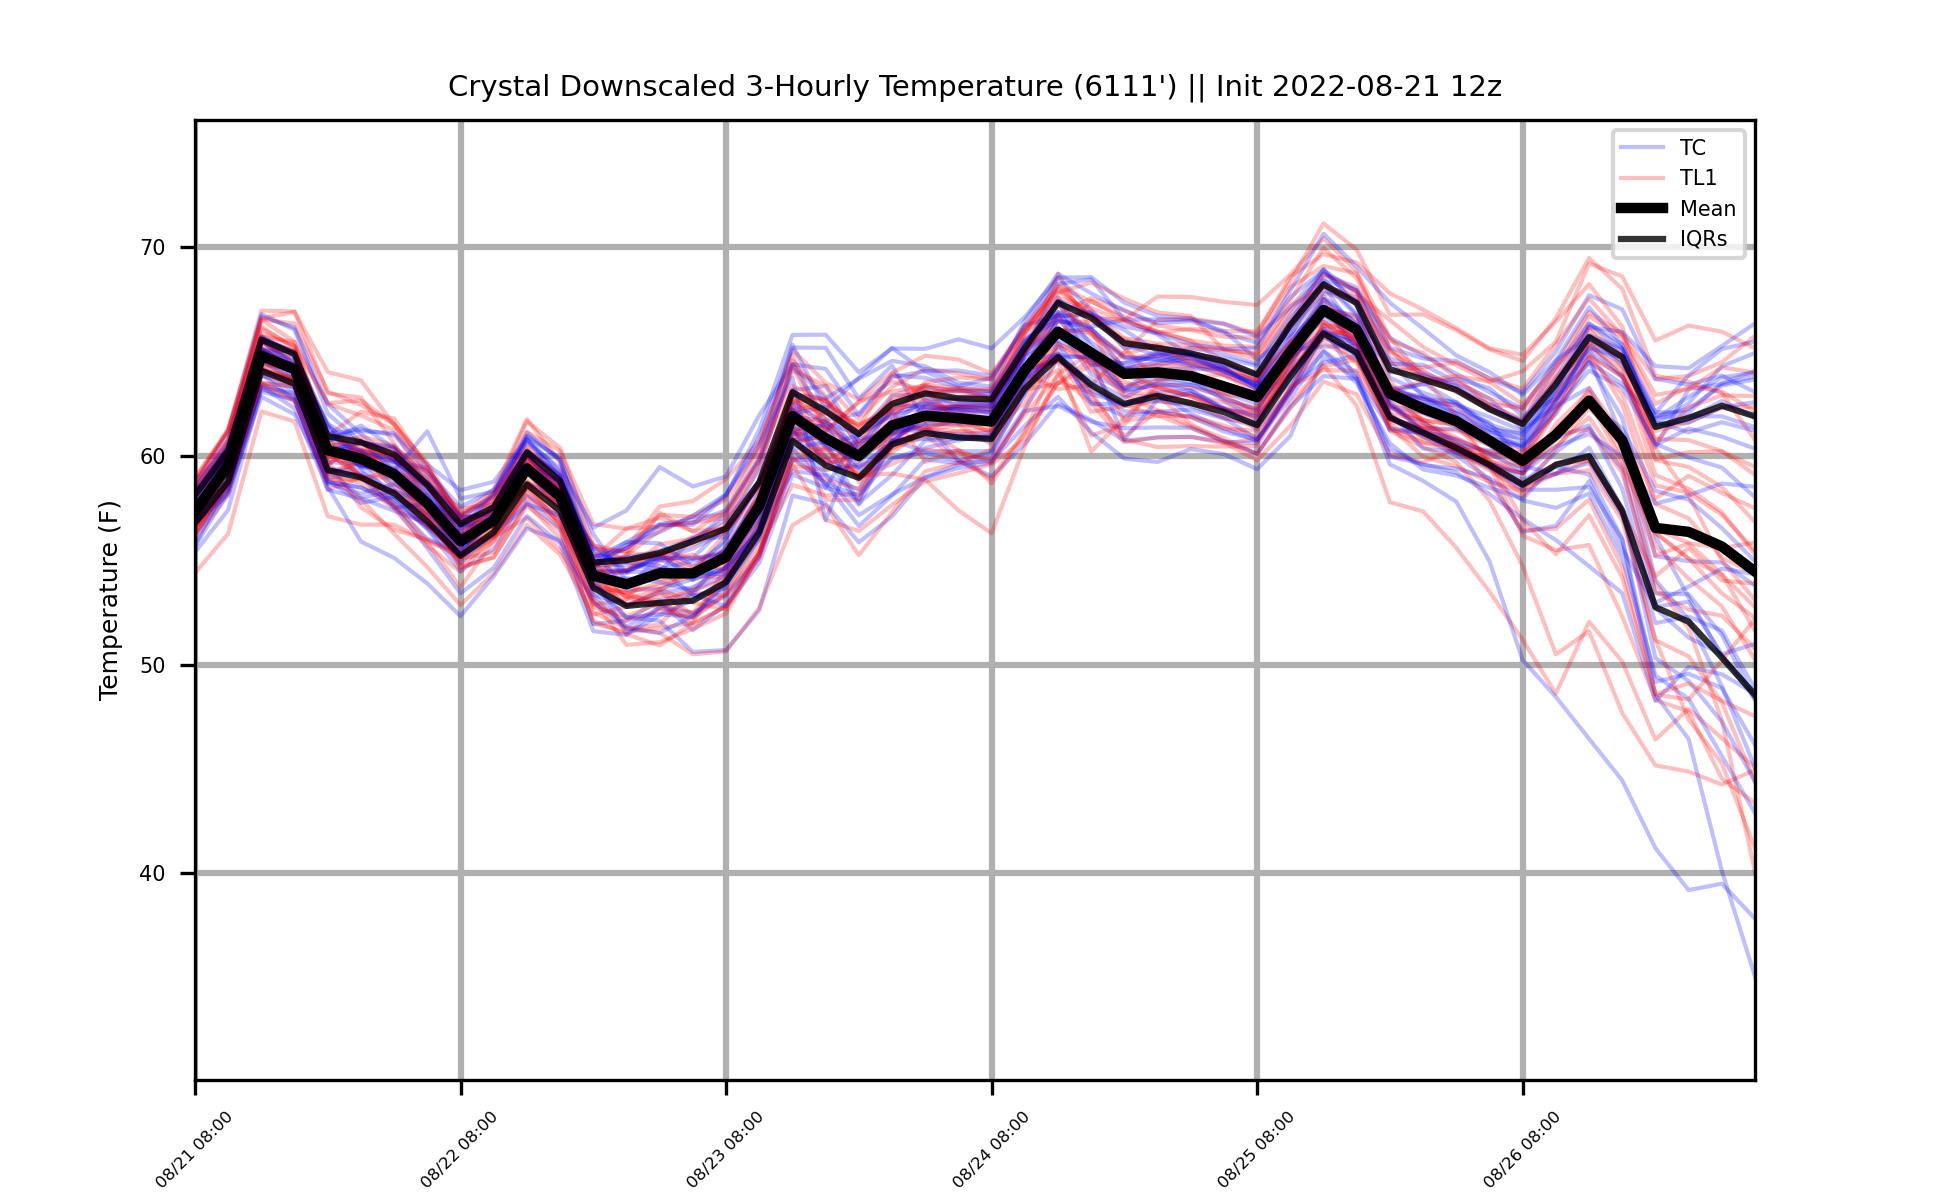 Crystal Downscaled 3-Hourly Temperature (6111') || Init 2022-08-21 12z
TC
TL1
Mean
IQRs
Temperature (F)
70
60
50
40
08/21 08:00
08/22 08:00
08/23 08:00
08/24 08:00
08/25 08:00
08/26 08:00